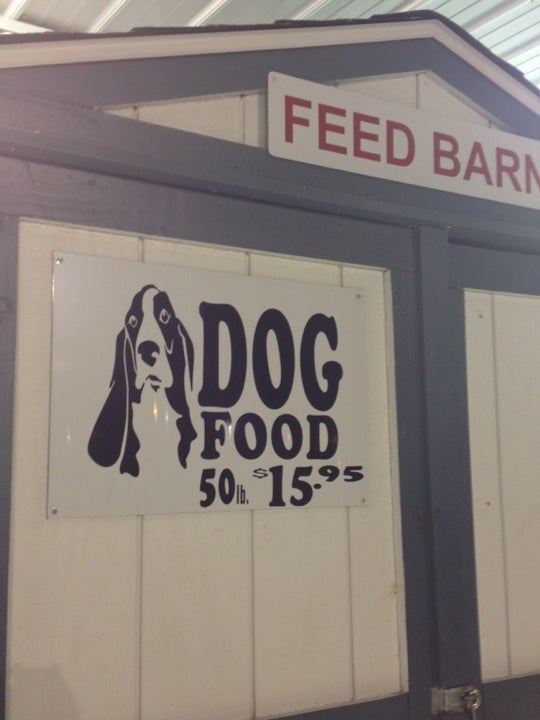 FEED BARN
DOG
FOOD
50lb. $15.95